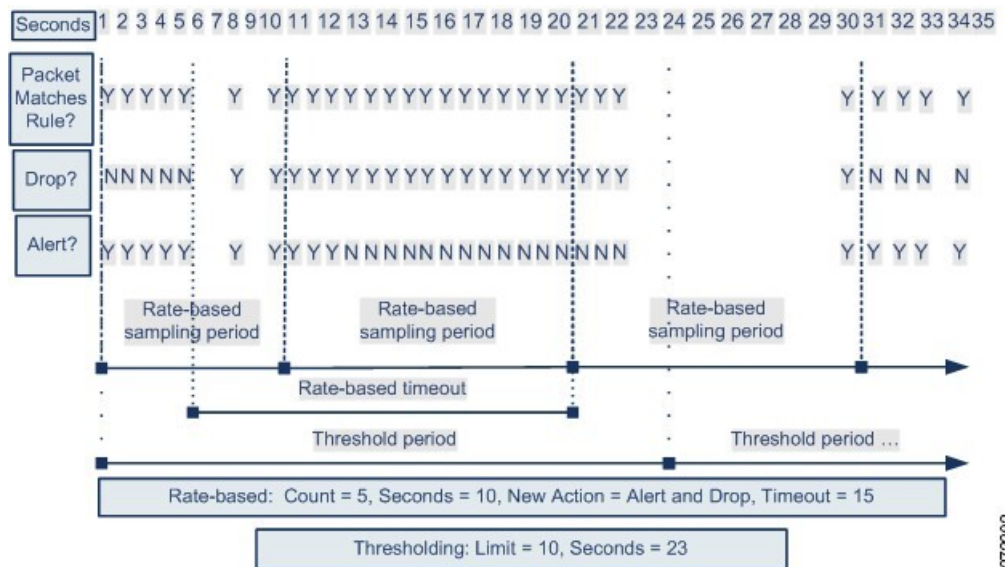 Seconds 1 2 3 4 5 6 7 8 9 10 11 12 13 14 15 16 17 18 19 20 21 22 23 24 25 26 27 28 29 30 31 32 33 34 35
Packet
Matches
Rule?
Y Y Y Y Y Y Y Y Y Y Y Y Y Y Y Y Y Y Y Y Y Y Y Y Y Y Y Y Y Y
Drop?
N N N N N Y Y Y Y Y Y Y Y Y Y Y Y Y Y Y Y Y Y Y Y Y N N N N
Alert?
Y Y Y Y Y Y Y Y Y Y N N N N N N N N N N N N N N N Y Y Y Y Y
Rate-based
sampling period
Rate-based
sampling period
Rate-based
sampling period
Rate-based timeout
Threshold period
Threshold period ...
Rate-based: Count = 5, Seconds = 10, New Action = Alert and Drop, Timeout = 15
Thresholding: Limit = 10, Seconds = 23